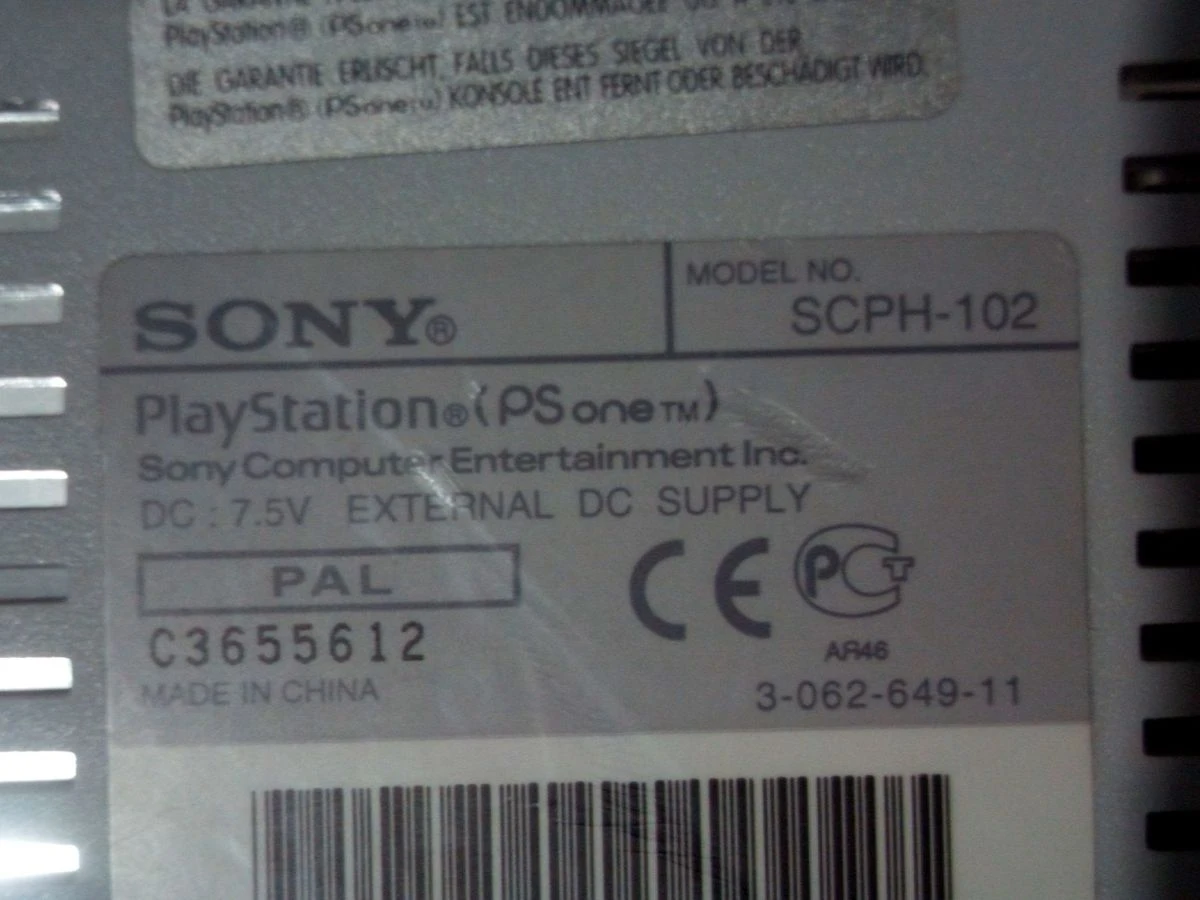 PlayStation® (PSone™) EST ENDOMMAGÉE OU
DIE GARANTIE ERLISCHT, FALLS DIESES SIEGEL VON DER
PlayStation® (PSone™) KONSOLE ENT FERNT ODER BESCHÄDIGT WIRD.
SONY®
MODEL NO.
SCPH-102
PlayStation®(PSone™)
Sony Computer Entertainment Inc.
DC : 7.5V EXTERNAL DC SUPPLY
PAL
CE
PCT
C3655612
AR46
MADE IN CHINA
3-062-649-11